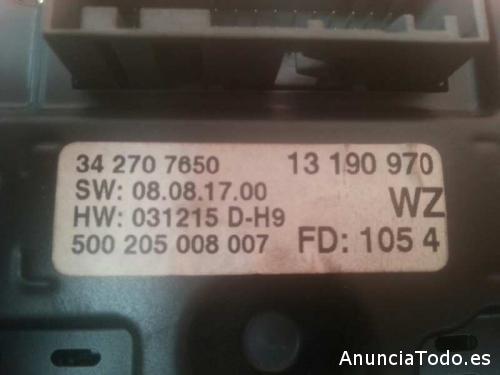 34 270 7650 13 190 970
SW: 08.08.17.00 WZ
HW: 031215 D-H9
500 205 008 007 FD: 105 4
AnunciaTodo.es